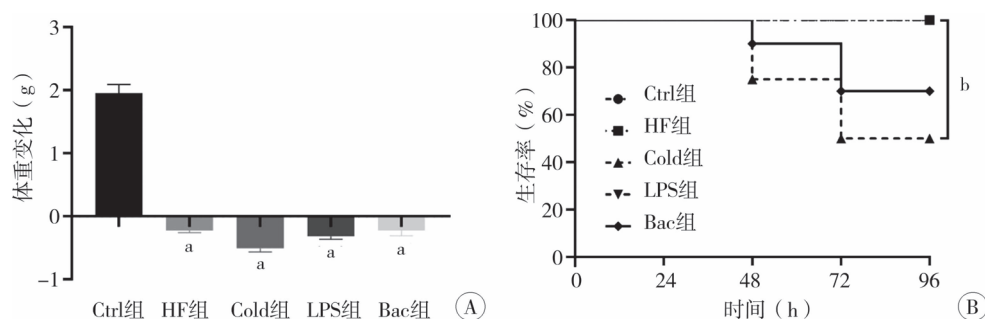 体重变化(g)
3
2
1
0
−1
a
a
a
a
Ctrl组 HF组 Cold组 LPS组 Bac组
A
生存率(%)
100
80
60
40
20
0
Ctrl组
HF组
Cold组
LPS组
Bac组
b
0 24 48 72 96
时间(h)
B